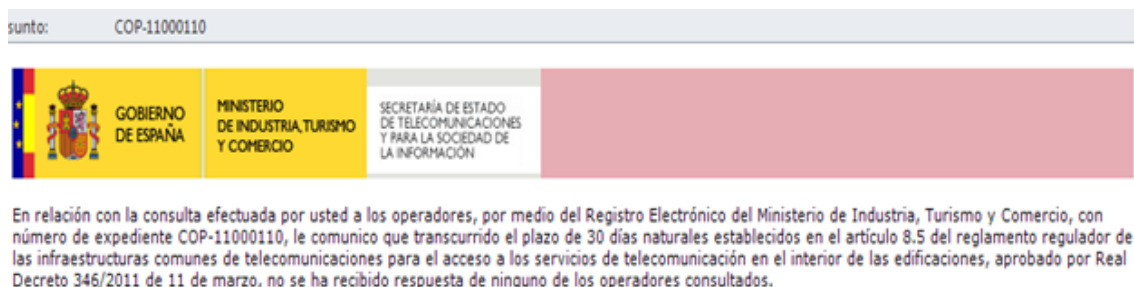 sunto: COP-11000110
GOBIERNO
DE ESPAÑA
MINISTERIO
DE INDUSTRIA, TURISMO
Y COMERCIO
SECRETARÍA DE ESTADO
DE TELECOMUNICACIONES
Y PARA LA SOCIEDAD DE
LA INFORMACIÓN
En relación con la consulta efectuada por usted a los operadores, por medio del Registro Electrónico del Ministerio de Industria, Turismo y Comercio, con
número de expediente COP-11000110, le comunico que transcurrido el plazo de 30 días naturales establecidos en el artículo 8.5 del reglamento regulador de
las infraestructuras comunes de telecomunicaciones para el acceso a los servicios de telecomunicación en el interior de las edificaciones, aprobado por Real
Decreto 346/2011 de 11 de marzo, no se ha recibido respuesta de ninguno de los operadores consultados.